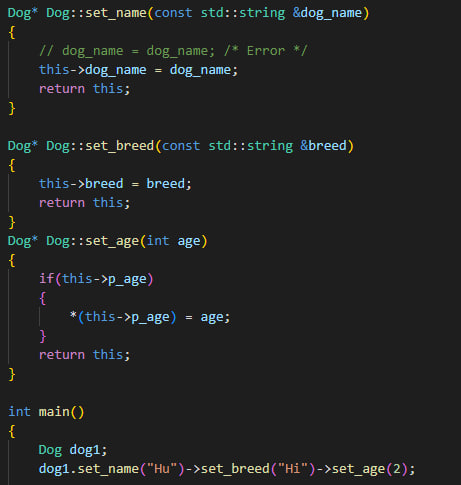 Dog* Dog::set_name(const std::string &dog_name)
{
    // dog_name = dog_name; /* Error */
    this->dog_name = dog_name;
    return this;
}

Dog* Dog::set_breed(const std::string &breed)
{
    this->breed = breed;
    return this;
}
Dog* Dog::set_age(int age)
{
    if(this->p_age)
    {
        *(this->p_age) = age;
    }
    return this;
}

int main()
{
    Dog dog1;
    dog1.set_name("Hu")->set_breed("Hi")->set_age(2);